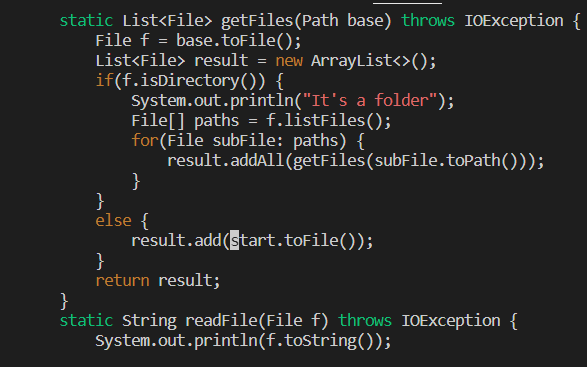 static List<File> getFiles(Path base) throws IOException {
    File f = base.toFile();
    List<File> result = new ArrayList<>();
    if(f.isDirectory()) {
        System.out.println("It's a folder");
        File[] paths = f.listFiles();
        for(File subFile: paths) {
            result.addAll(getFiles(subFile.toPath()));
        }
    }
    else {
        result.add(start.toFile());
    }
    return result;
}
static String readFile(File f) throws IOException {
    System.out.println(f.toString());